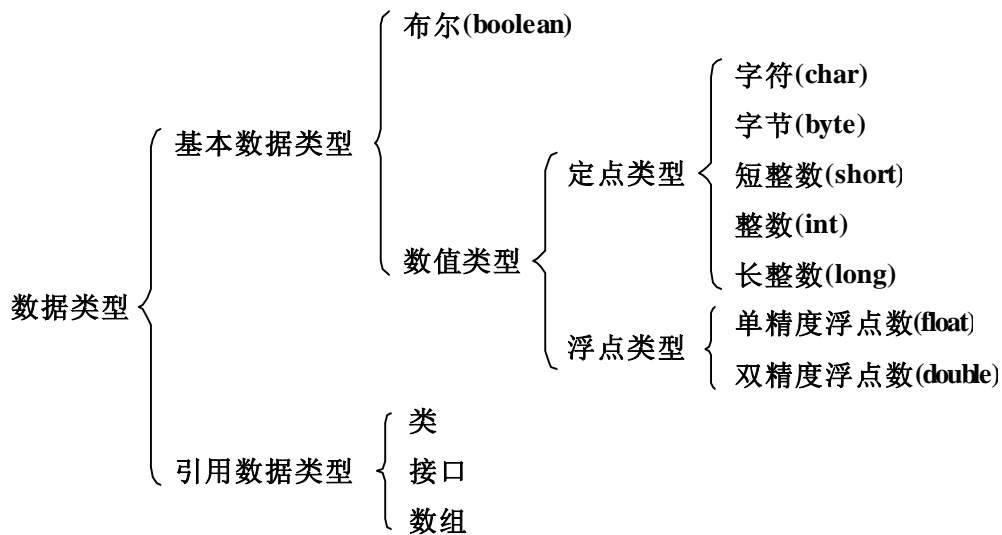 布尔(boolean)
字符(char)
字节(byte)
基本数据类型
定点类型
短整数(short)
整数(int)
数值类型
长整数(long)
数据类型
单精度浮点数(float)
浮点类型
双精度浮点数(double)
类
引用数据类型
接口
数组